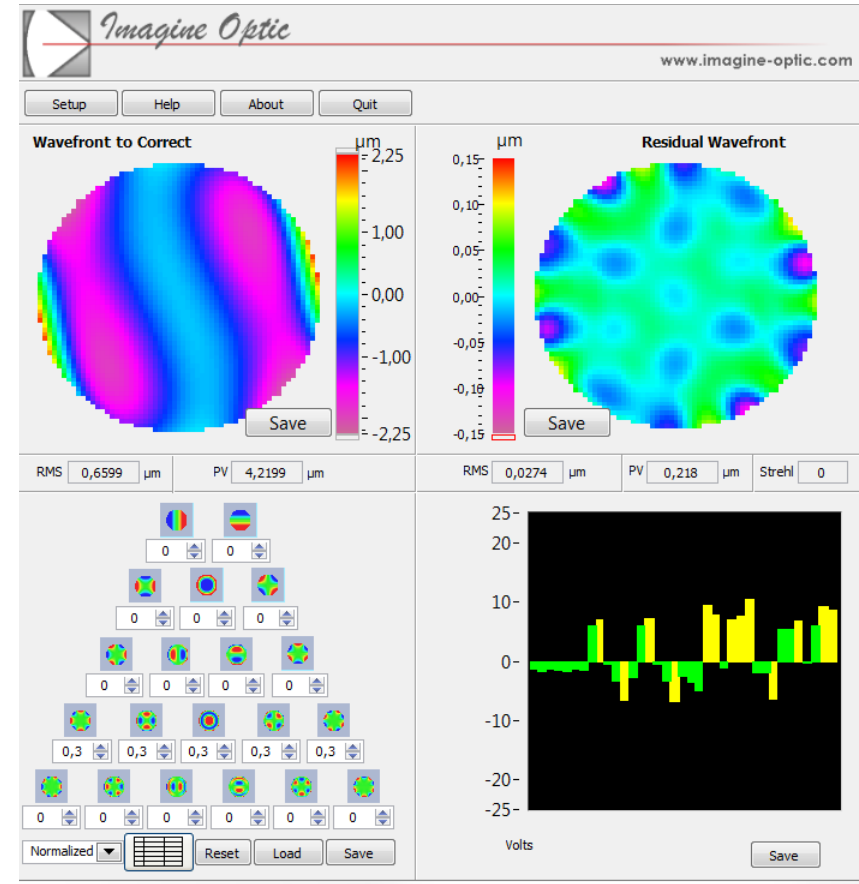 Imagine Optic
www.imagine-optic.com
Setup Help About Quit
Wavefront to Correct
µm
2,25
1,00
0,00
-1,00
-2,25
Save
µm
Residual Wavefront
0,15
0,10
0,05
0,00
-0,05
-0,10
-0,15
Save
RMS 0,6599 µm PV 4,2199 µm
RMS 0,0274 µm PV 0,218 µm Strehl 0
0 0
0 0 0
0 0 0 0
0,3 0,3 0,3 0,3 0,3
0 0 0 0 0 0
Normalized Reset Load Save
25
20
10
0
-10
-20
-25
Volts
Save